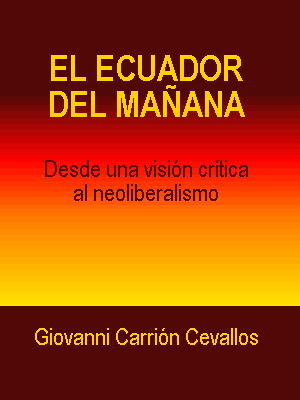 EL ECUADOR
DEL MAÑANA
Desde una visión crítica
al neoliberalismo
Giovanni Carrión Cevallos